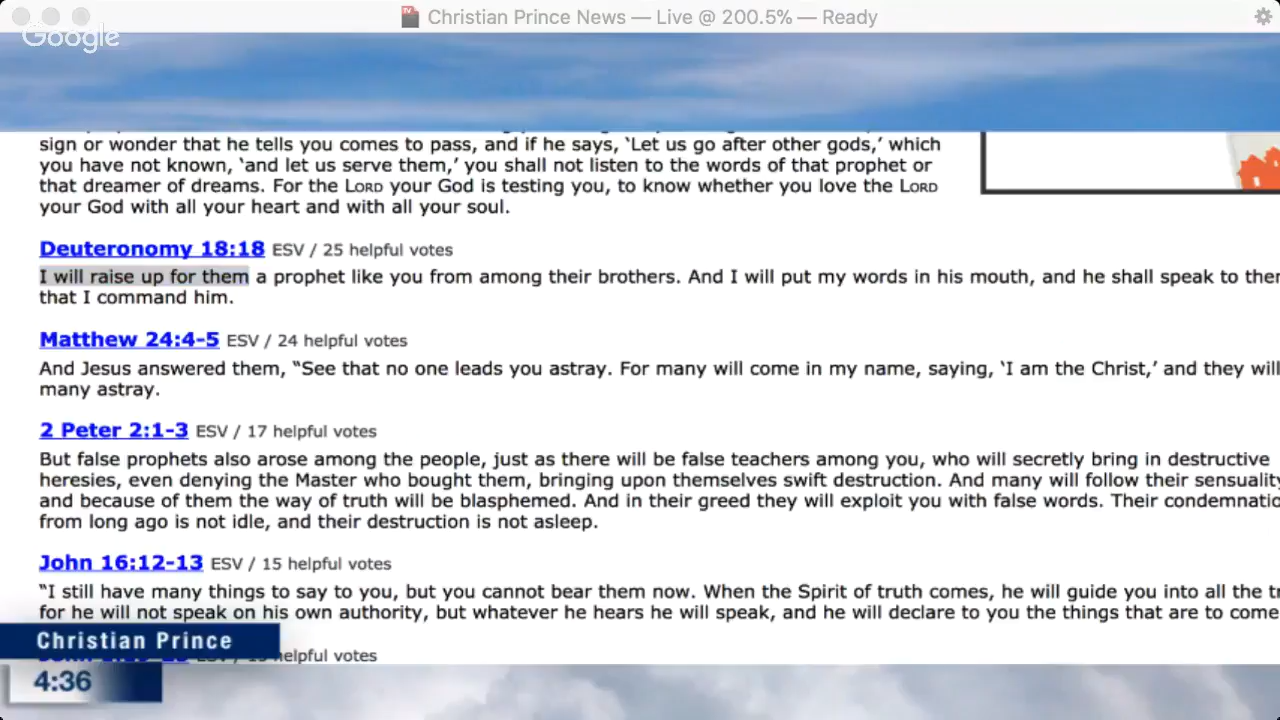 Christian Prince News — Live @ 200.5% — Ready
Google
sign or wonder that he tells you comes to pass, and if he says, ‘Let us go after other gods,’ which
you have not known, ‘and let us serve them,’ you shall not listen to the words of that prophet or
that dreamer of dreams. For the LORD your God is testing you, to know whether you love the LORD
your God with all your heart and with all your soul.
Deuteronomy 18:18 ESV / 25 helpful votes
I will raise up for them a prophet like you from among their brothers. And I will put my words in his mouth, and he shall speak to
that I command him.
Matthew 24:4-5 ESV / 24 helpful votes
And Jesus answered them, “See that no one leads you astray. For many will come in my name, saying, ‘I am the Christ,’ and they will
many astray.
2 Peter 2:1-3 ESV / 17 helpful votes
But false prophets also arose among the people, just as there will be false teachers among you, who will secretly bring in destructive
heresies, even denying the Master who bought them, bringing upon themselves swift destruction. And many will follow their sensuality
and because of them the way of truth will be blasphemed. And in their greed they will exploit you with false words. Their
from long ago is not idle, and their destruction is not asleep.
John 16:12-13 ESV / 15 helpful votes
“I still have many things to say to you, but you cannot bear them now. When the Spirit of truth comes, he will guide you into all the
for he will not speak on his own authority, but whatever he hears he will speak, and he will declare to you the things that are to come
Christian Prince
helpful votes
4:36